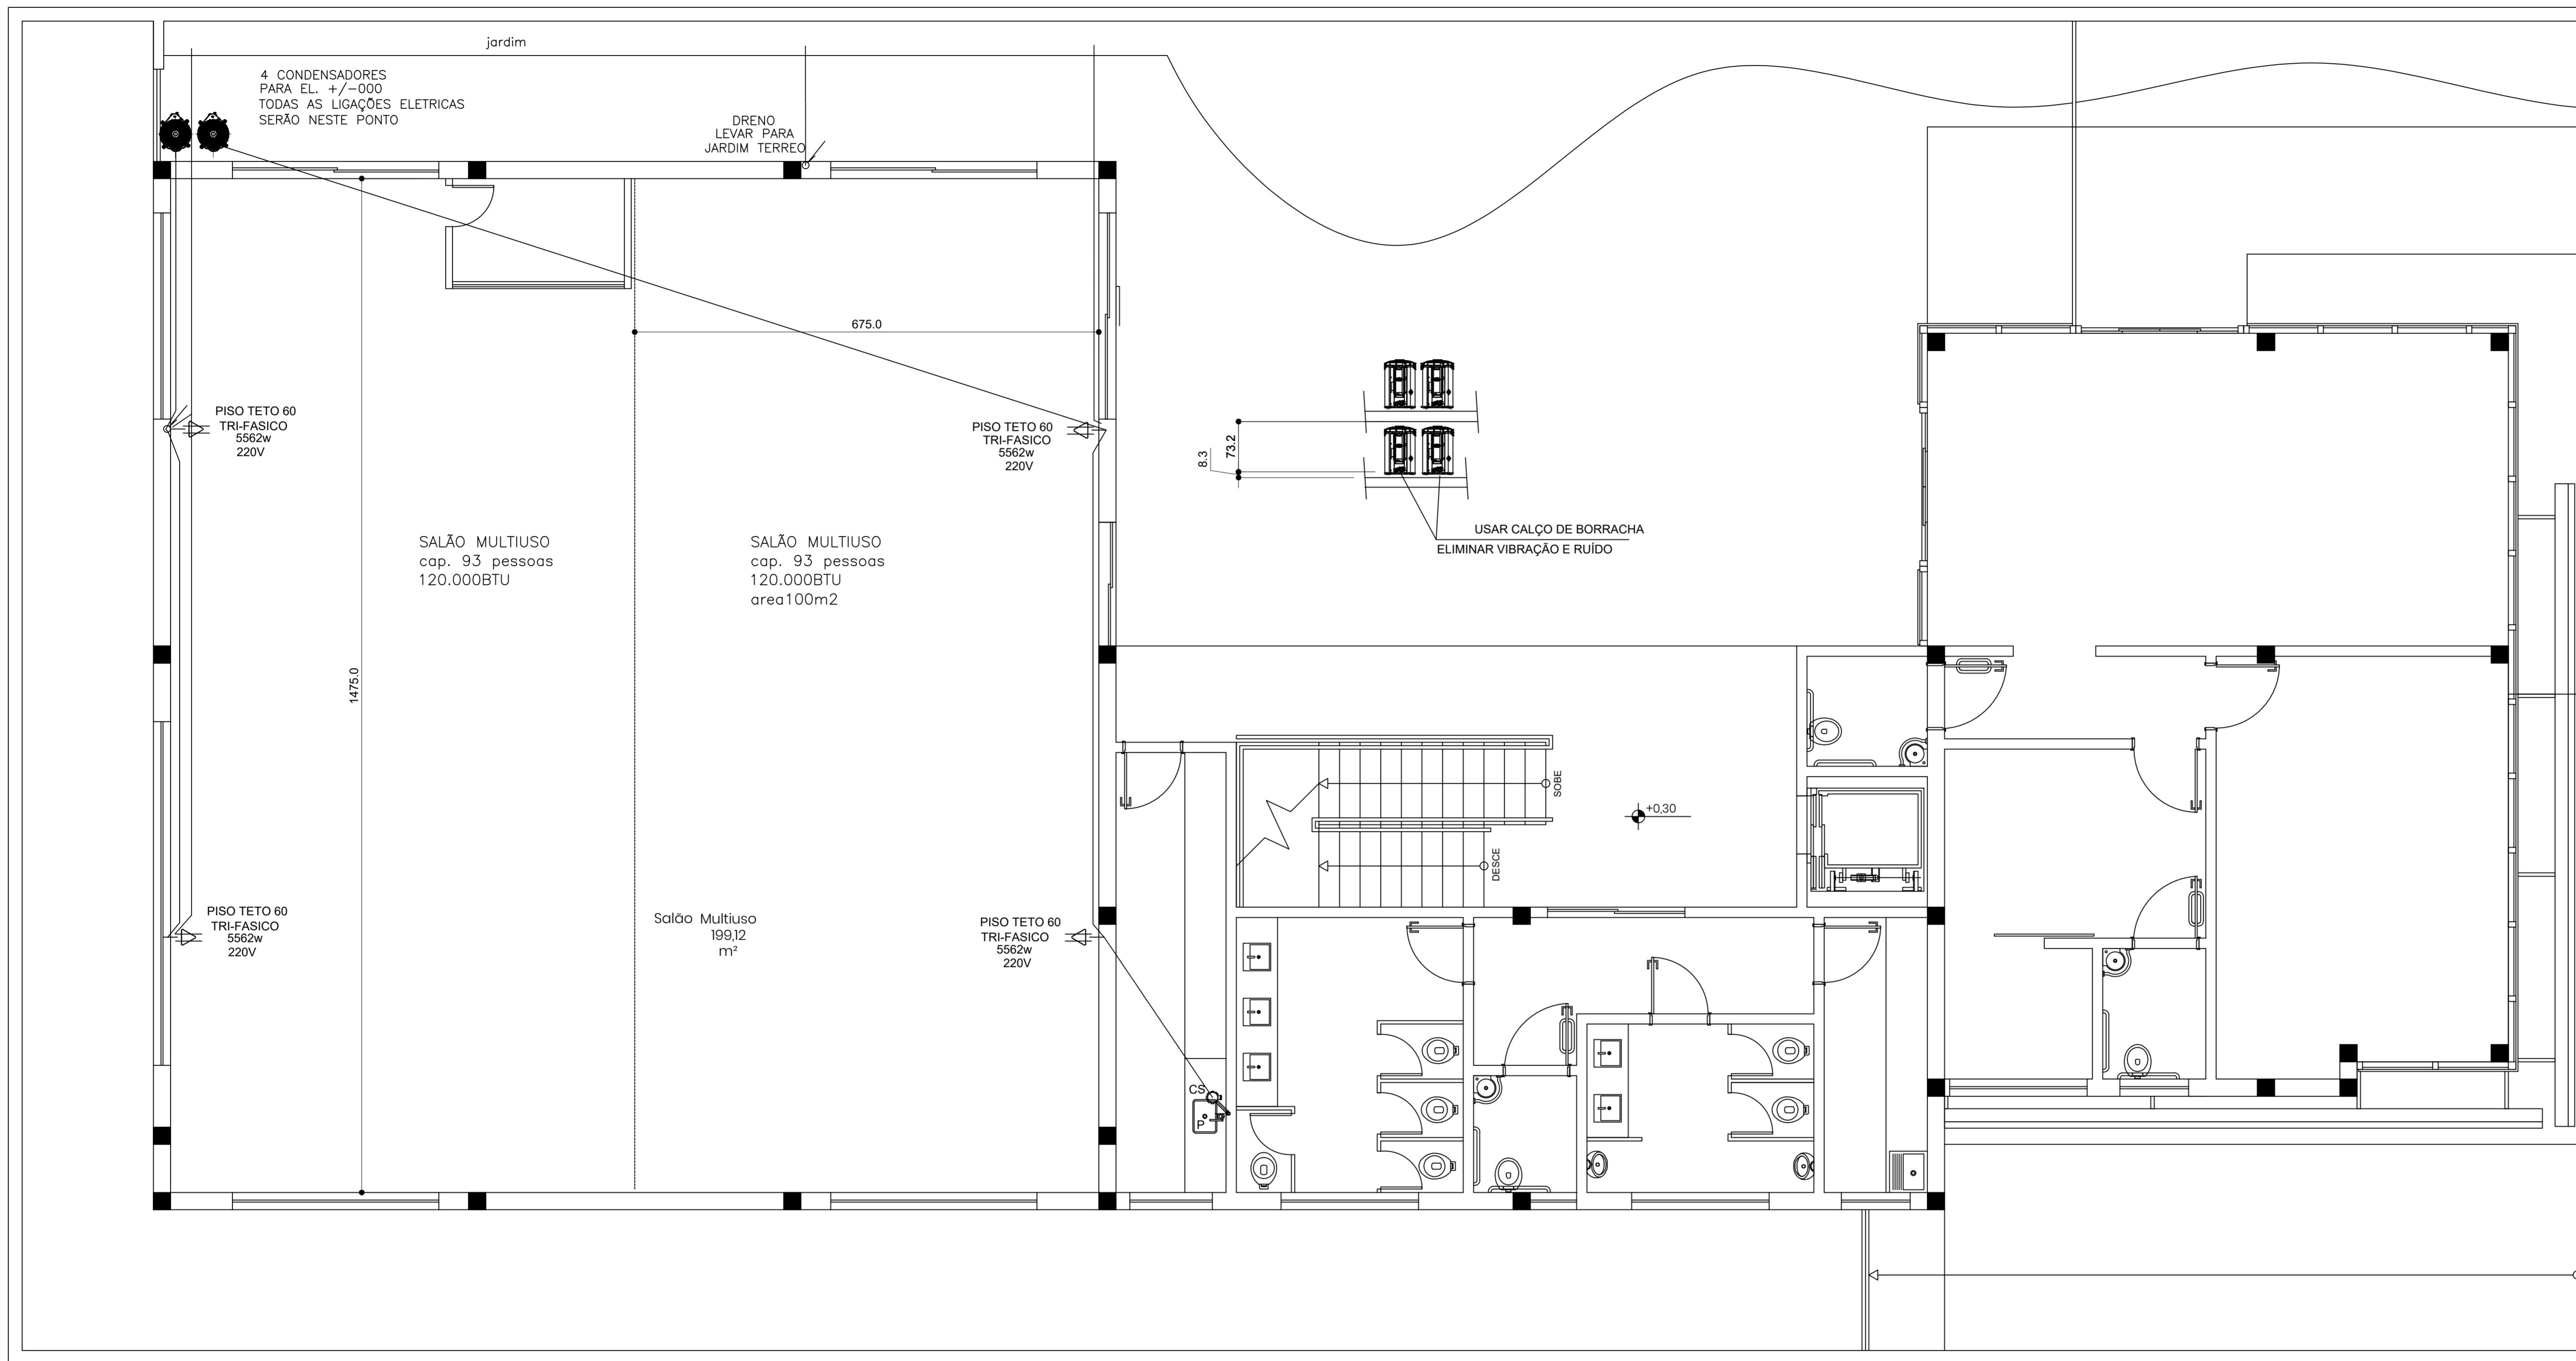 jardim
4 CONDENSADORES
PARA EL. +/-000
TODAS AS LIGAÇÕES ELETRICAS
SERÃO NESTE PONTO
DRENO
LEVAR PARA
JARDIM TERREO
675.0
PISO TETO 60
TRI-FASICO
5562w
220V
PISO TETO 60
TRI-FASICO
5562w
220V
8.3
73.2
USAR CALÇO DE BORRACHA
ELIMINAR VIBRAÇÃO E RUÍDO
SALÃO MULTIUSO
cap. 93 pessoas
120.000BTU
SALÃO MULTIUSO
cap. 93 pessoas
120.000BTU
area100m2
1475.0
SOBE
+0,30
DESCE
PISO TETO 60
TRI-FASICO
5562w
220V
Salão Multiuso
199,12
m²
PISO TETO 60
TRI-FASICO
5562w
220V
CS
P